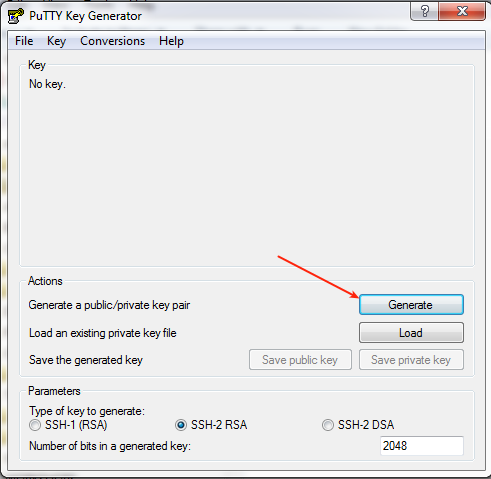 PuTTY Key Generator
?
File Key Conversions Help
Key
No key.
Actions
Generate a public/private key pair Generate
Load an existing private key file Load
Save the generated key Save public key Save private key
Parameters
Type of key to generate:
SSH-1 (RSA) SSH-2 RSA SSH-2 DSA
Number of bits in a generated key: 2048